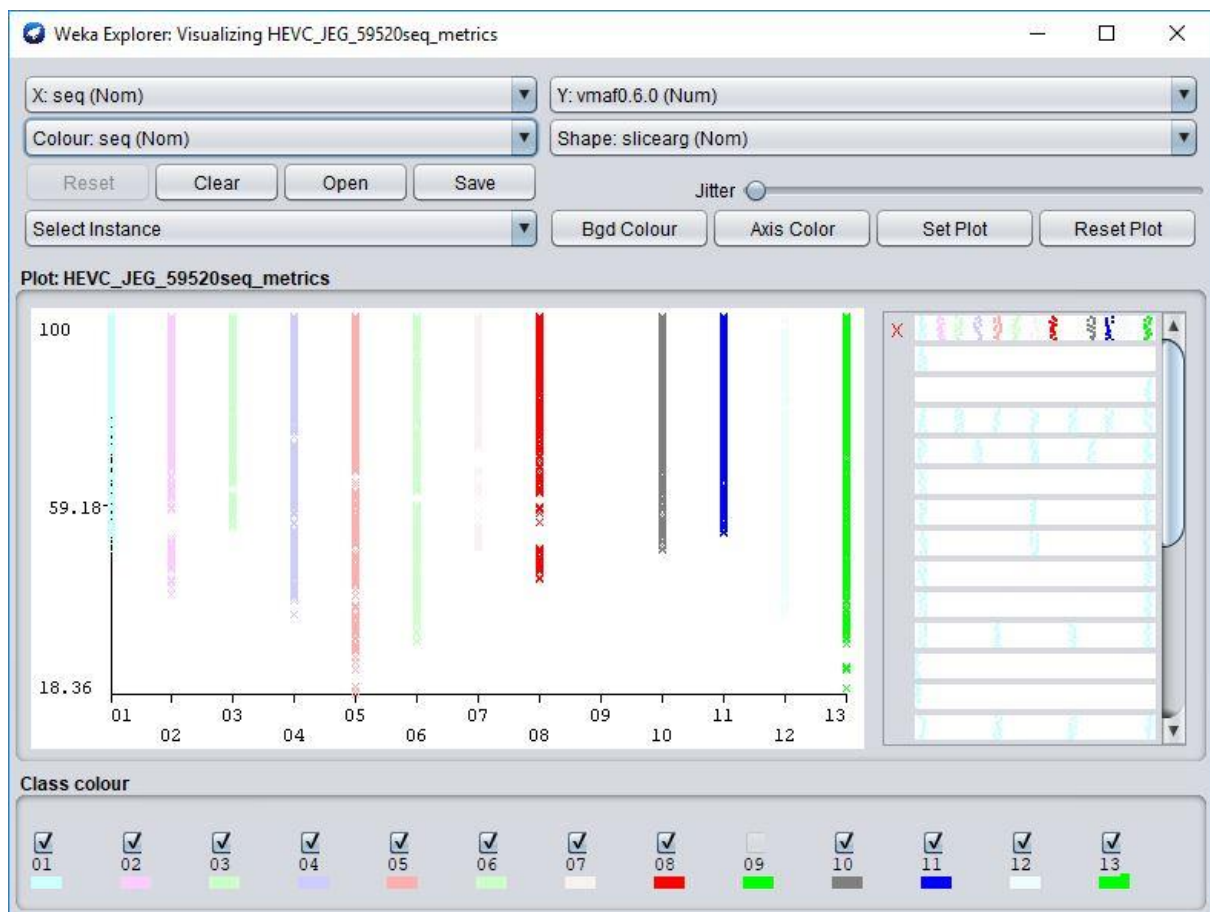 Weka Explorer: Visualizing HEVC_JEG_59520seq_metrics
X: seq (Nom)
Y: vmaf0.6.0 (Num)
Colour: seq (Nom)
Shape: slicearg (Nom)
Reset
Clear
Open
Save
Jitter
Select Instance
Bgd Colour
Axis Color
Set Plot
Reset Plot
Plot: HEVC_JEG_59520seq_metrics
100
59.18
18.36
X
01
03
05
07
09
11
13
02
04
06
08
10
12
Class colour
01
02
03
04
05
06
07
08
09
10
11
12
13